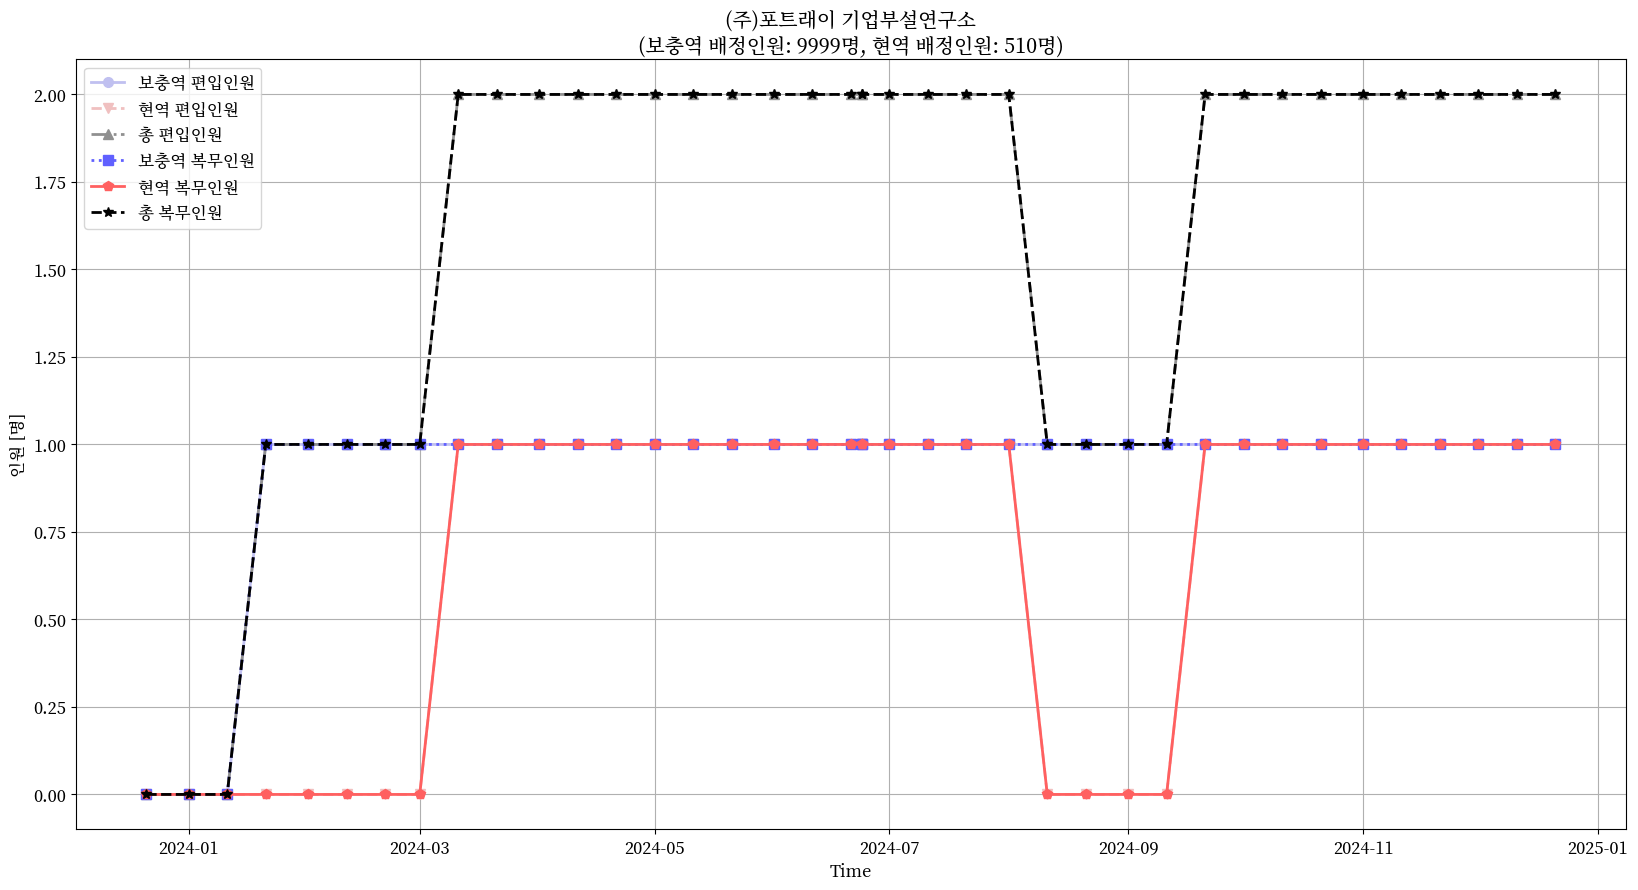 (주)포트래이 기업부설연구소
(보충역 배정인원: 9999명, 현역 배정인원: 510명)
보충역 편입인원
현역 편입인원
총 편입인원
보충역 복무인원
현역 복무인원
총 복무인원
2.00
1.75
1.50
1.25
1.00
0.75
0.50
0.25
0.00
인원 [명]
2024-01 2024-03 2024-05 2024-07 2024-09 2024-11 2025-01
Time